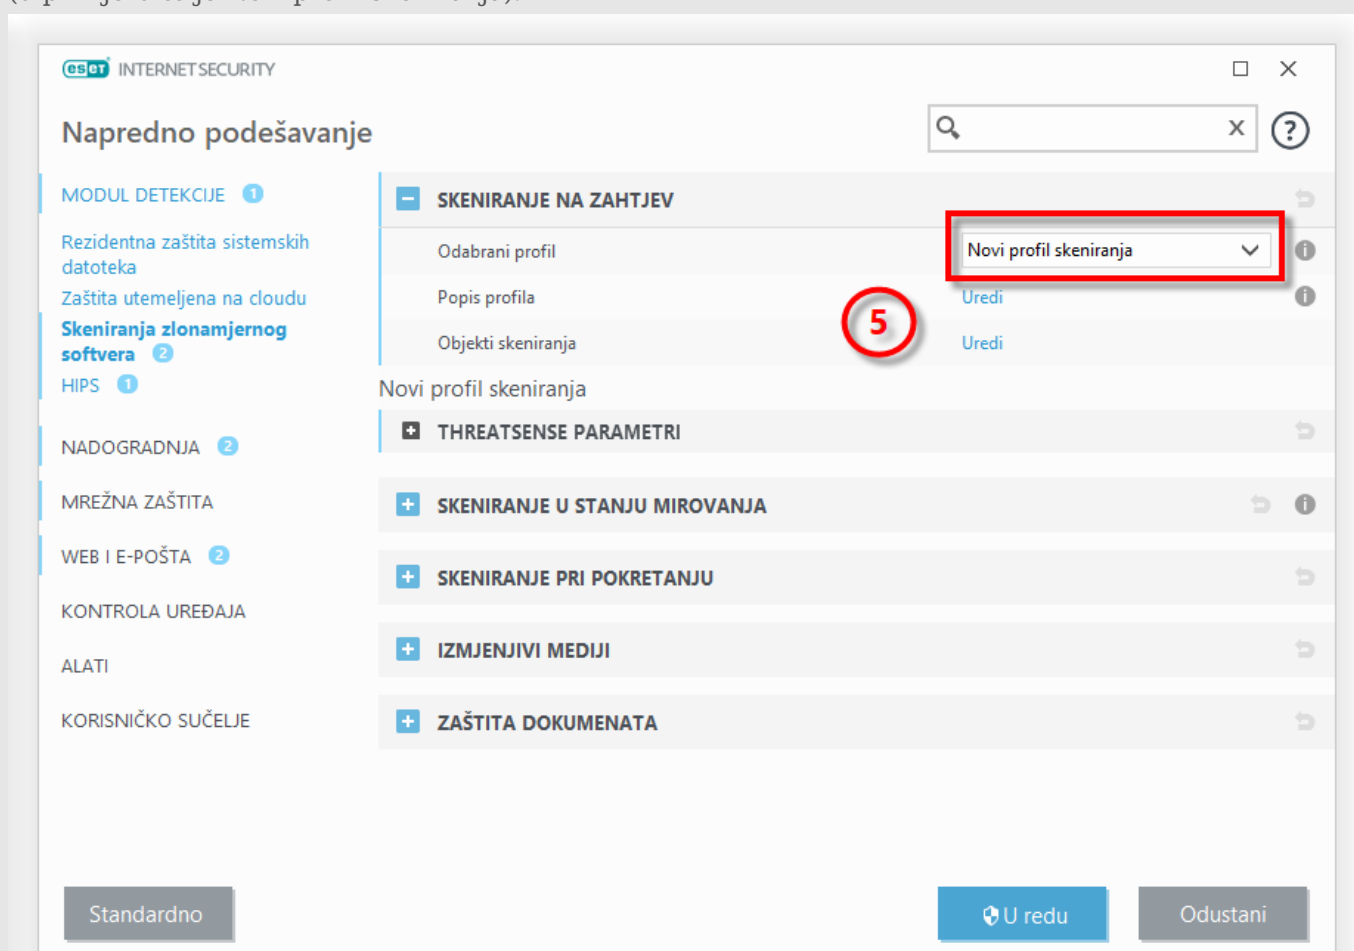 eset INTERNET SECURITY
Napredno podešavanje
x ?
MODUL DETEKCIJE 1
Rezidentna zaštita sistemskih
datoteka
Zaštita utemeljena na cloudu
Skeniranja zlonamjernog
softvera 2
HIPS 1
NADOGRADNJA 2
MREŽNA ZAŠTITA
WEB I E-POŠTA 2
KONTROLA UREĐAJA
ALATI
KORISNIČKO SUČELJE
SKENIRANJE NA ZAHTJEV
Odabrani profil
Novi profil skeniranja
Popis profila
Uredi
5
Objekti skeniranja
Uredi
Novi profil skeniranja
THREATSENSE PARAMETRI
SKENIRANJE U STANJU MIROVANJA
SKENIRANJE PRI POKRETANJU
IZMJENJIVI MEDIJI
ZAŠTITA DOKUMENATA
Standardno
U redu
Odustani